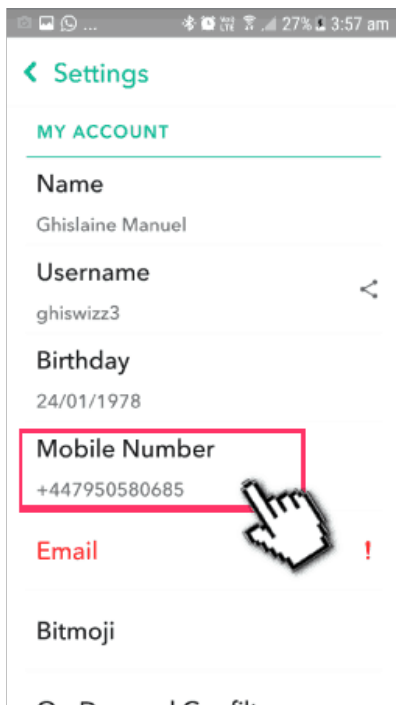 ... 27% 3:57 am
Settings
MY ACCOUNT
Name
Ghislaine Manuel
Username
ghiswizz3
Birthday
24/01/1978
Mobile Number
+447950580685
Email !
Bitmoji